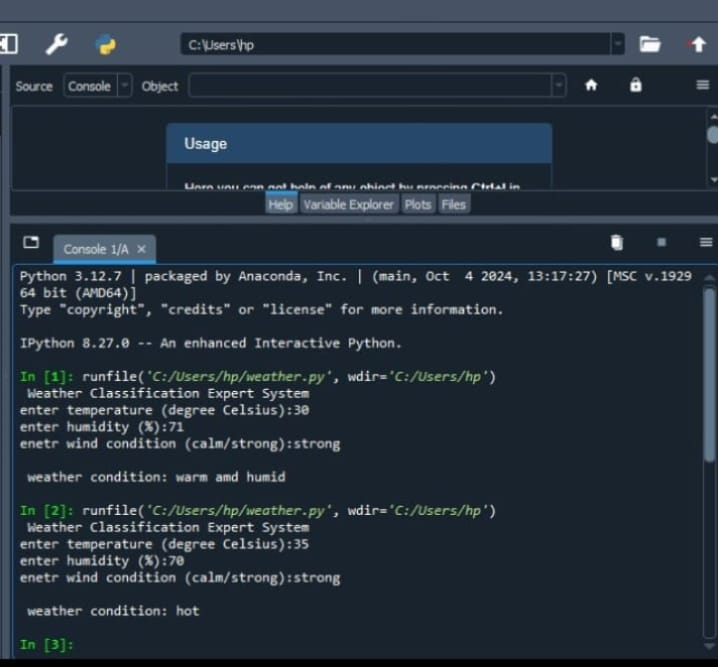 C:\Users\hp
Source Console Object
Usage
Here you can get help of any object by pressing Ctrl+I in
Help Variable Explorer Plots Files
Console 1/A ×
Python 3.12.7 | packaged by Anaconda, Inc. | (main, Oct  4 2024, 13:17:27) [MSC v.1929
64 bit (AMD64)]
Type "copyright", "credits" or "license" for more information.
IPython 8.27.0 -- An enhanced Interactive Python.
In [1]: runfile('C:/Users/hp/weather.py', wdir='C:/Users/hp')
Weather Classification Expert System
enter temperature (degree Celsius):30
enter humidity (%):71
enetr wind condition (calm/strong):strong
weather condition: warm amd humid
In [2]: runfile('C:/Users/hp/weather.py', wdir='C:/Users/hp')
Weather Classification Expert System
enter temperature (degree Celsius):35
enter humidity (%):70
enetr wind condition (calm/strong):strong
weather condition: hot
In [3]: